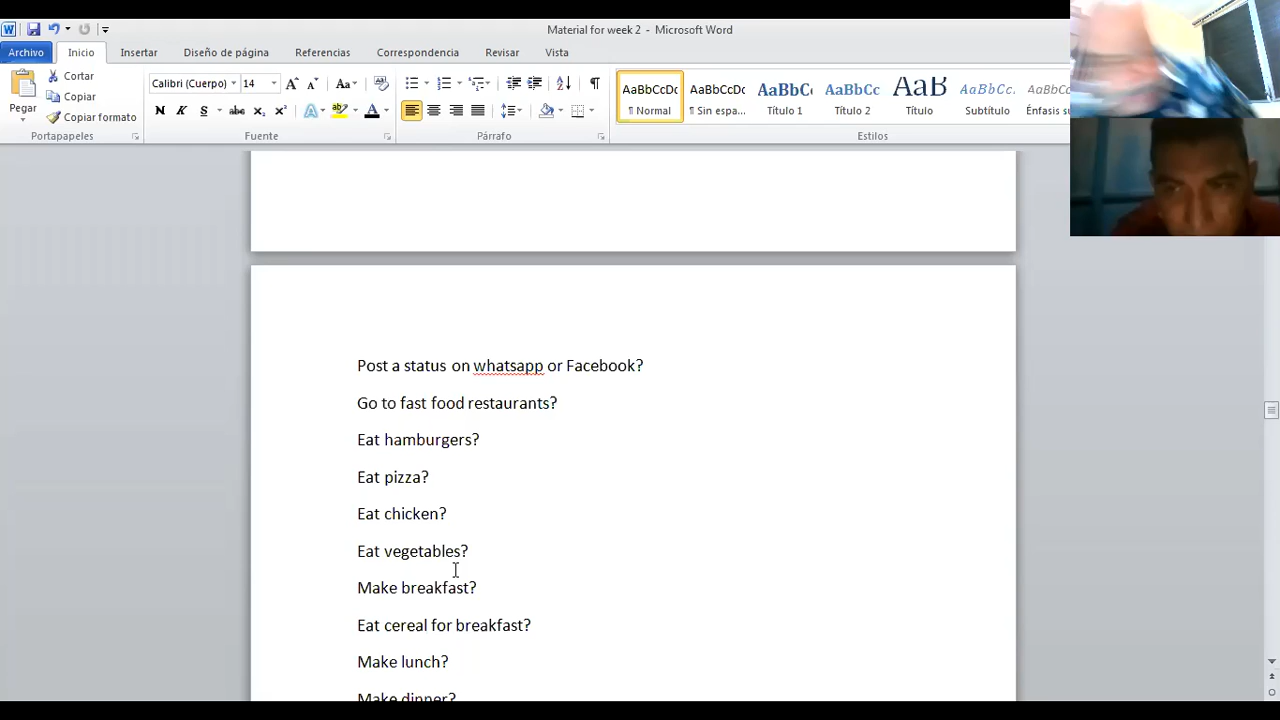 Material for week 2 - Microsoft Word
Archivo Inicio Insertar Diseño de página Referencias Correspondencia Revisar Vista
Pegar
Cortar
Copiar
Copiar formato
Portapapeles
Calibri (Cuerpo) 14
N K S abc
Fuente
Párrafo
AaBbCcDc AaBbCcDc AaBbC AaBbCc AaB AaBbCc. AaBbCc
¶ Normal ¶ Sin espa... Título 1 Título 2 Título Subtítulo Énfasis su
Estilos
Post a status on whatsapp or Facebook?
Go to fast food restaurants?
Eat hamburgers?
Eat pizza?
Eat chicken?
Eat vegetables?
Make breakfast?
Eat cereal for breakfast?
Make lunch?
Make dinner?